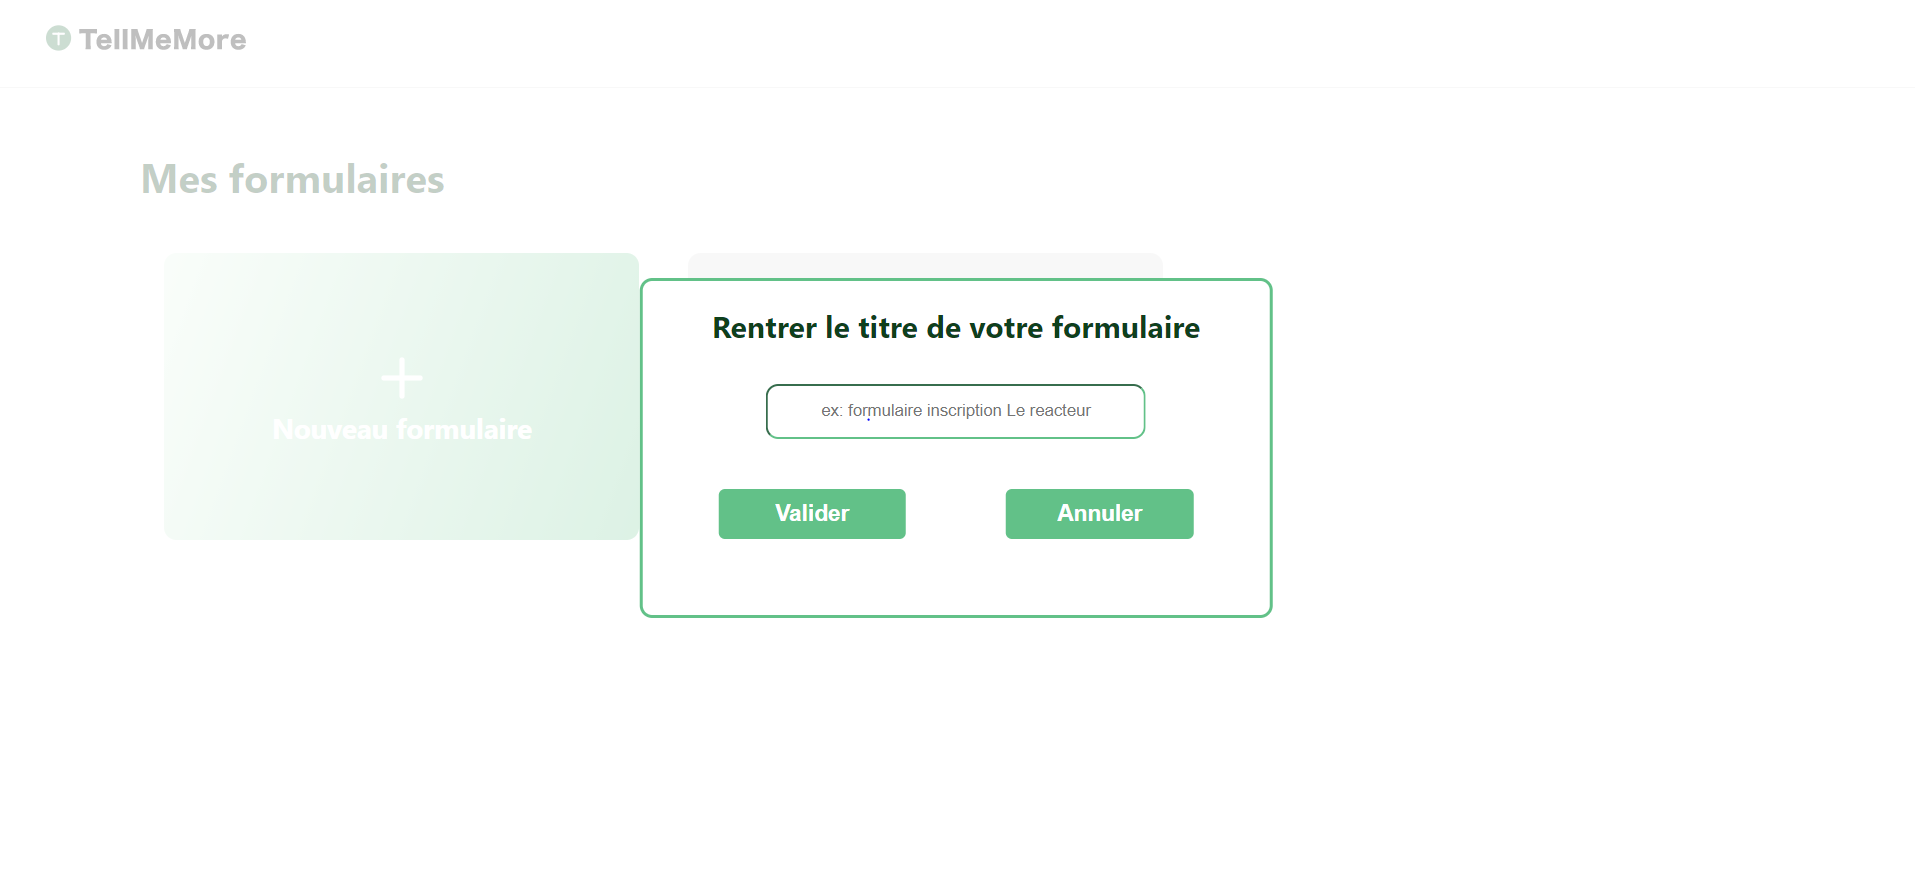 T TellMeMore
Mes formulaires
Nouveau formulaire
Rentrer le titre de votre formulaire
ex: formulaire inscription Le reacteur
Valider
Annuler